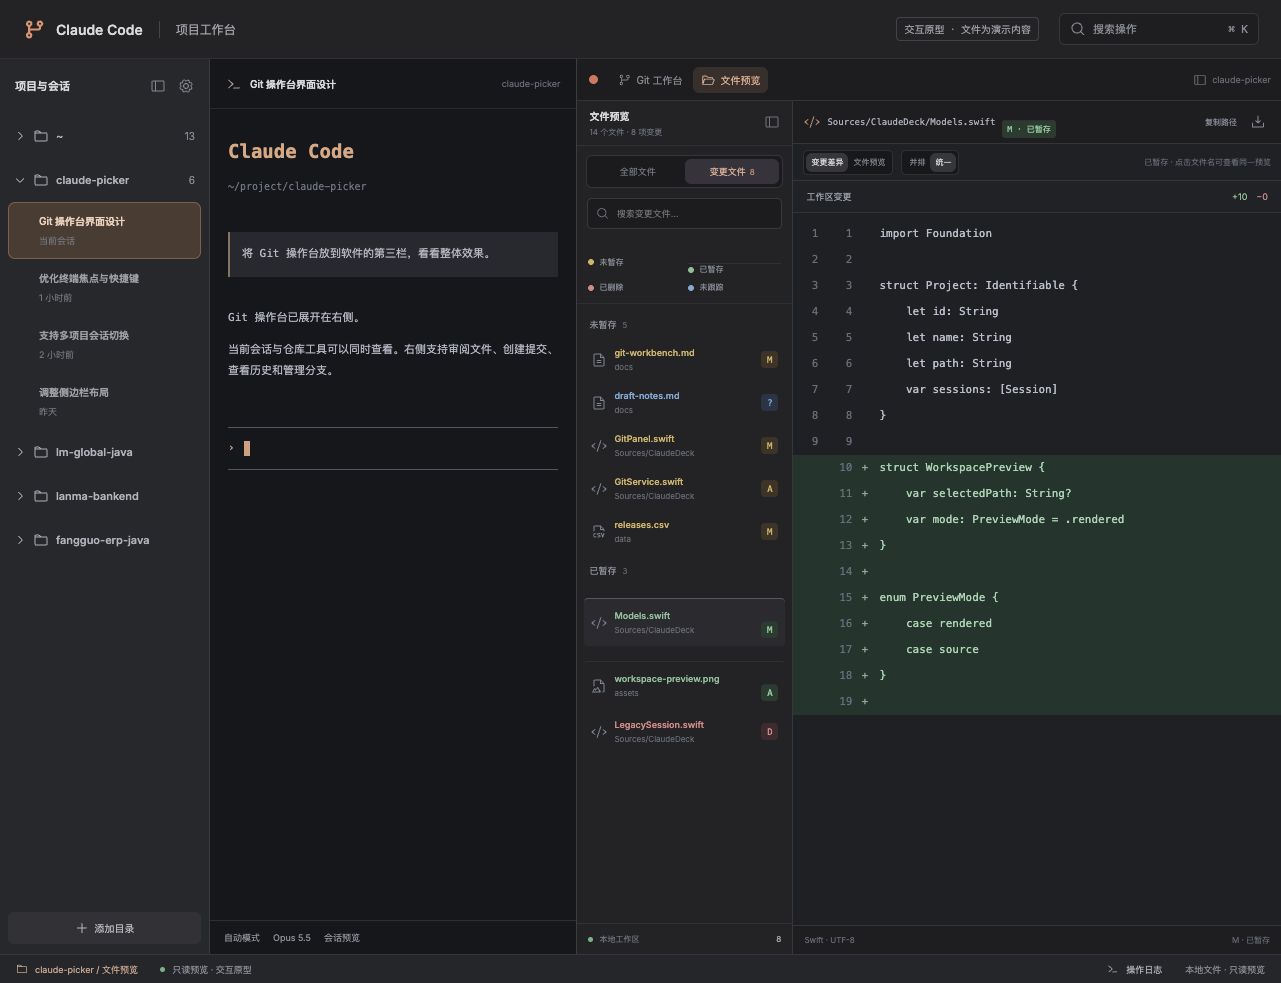 Claude Code 项目工作台 交互原型 · 文件为演示内容 搜索操作 ⌘ K
项目与会话
~ 13
claude-picker 6
Git 操作台界面设计
当前会话
优化终端焦点与快捷键
1 小时前
支持多项目会话切换
2 小时前
调整侧边栏布局
昨天
lm-global-java
lanma-bankend
fangguo-erp-java
+ 添加目录
>_ Git 操作台界面设计 claude-picker
Claude Code
~/project/claude-picker
将 Git 操作台放到软件的第三栏，看看整体效果。
Git 操作台已展开在右侧。
当前会话与仓库工具可以同时查看。右侧支持审阅文件、创建提交、
查看历史和管理分支。
›
自动模式 Opus 5.5 会话预览
Git 工作台 文件预览 claude-picker
文件预览
14 个文件 · 8 项变更
全部文件 变更文件 8
搜索变更文件...
未暂存 已暂存
已删除 未跟踪
未暂存 5
git-workbench.md
docs
M
draft-notes.md
docs
?
GitPanel.swift
Sources/ClaudeDeck
M
GitService.swift
Sources/ClaudeDeck
A
releases.csv
data
CSV
M
已暂存 3
Models.swift
Sources/ClaudeDeck
M
workspace-preview.png
assets
A
LegacySession.swift
Sources/ClaudeDeck
D
本地工作区 8
</> Sources/ClaudeDeck/Models.swift M · 已暂存 复制路径
变更差异 文件预览 并排 统一 已暂存 · 点击文件名可查看同一预览
工作区变更 +10 −0
1 1 import Foundation
2 2
3 3 struct Project: Identifiable {
4 4 let id: String
5 5 let name: String
6 6 let path: String
7 7 var sessions: [Session]
8 8 }
9 9
10 + struct WorkspacePreview {
11 + var selectedPath: String?
12 + var mode: PreviewMode = .rendered
13 + }
14 +
15 + enum PreviewMode {
16 + case rendered
17 + case source
18 + }
19 +
Swift · UTF-8 M · 已暂存
claude-picker / 文件预览 只读预览 · 交互原型 >_ 操作日志 本地文件 · 只读预览